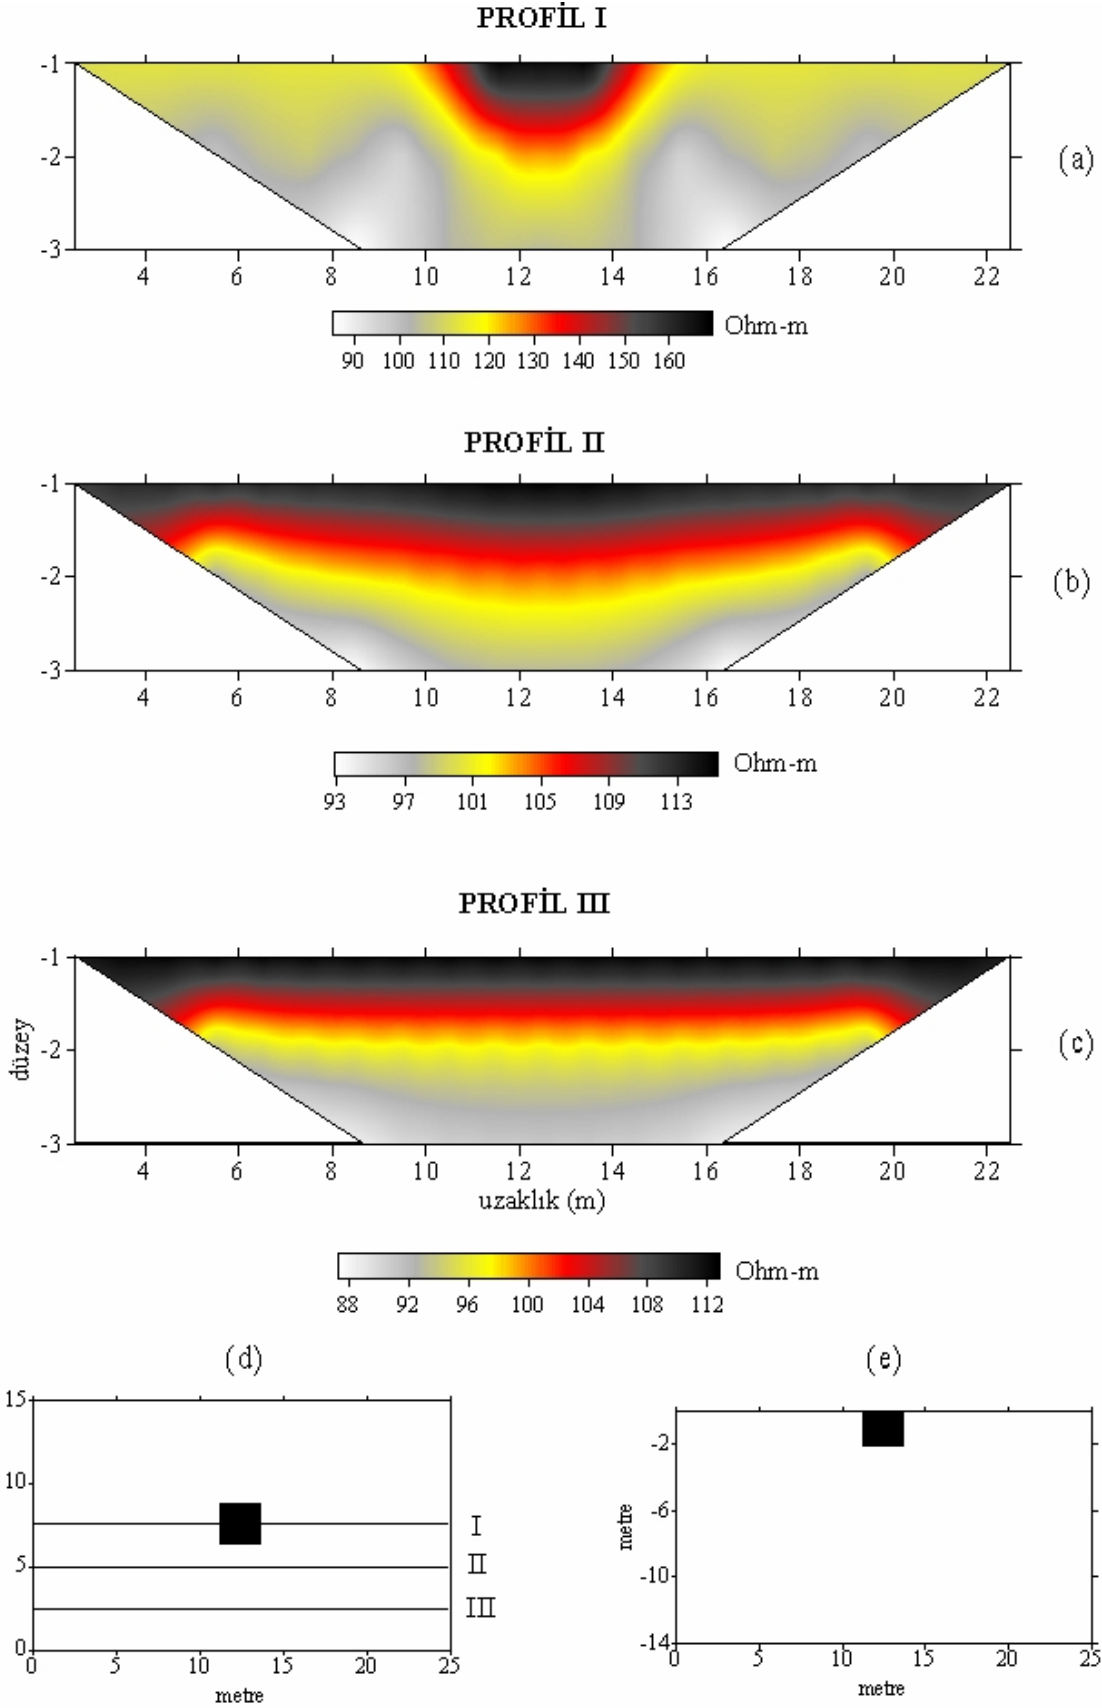 PROFİL I
-1
-2
-3
(a)
4 6 8 10 12 14 16 18 20 22
Ohm-m
90 100 110 120 130 140 150 160
PROFİL II
-1
-2
-3
(b)
4 6 8 10 12 14 16 18 20 22
Ohm-m
93 97 101 105 109 113
PROFİL III
-1
-2
-3
düzey
(c)
4 6 8 10 12 14 16 18 20 22
uzaklık (m)
Ohm-m
88 92 96 100 104 108 112
(d)
15
10
5
0
I
II
III
0 5 10 15 20 25
metre
(e)
-2
-6
-10
-14
metre
0 5 10 15 20 25
metre